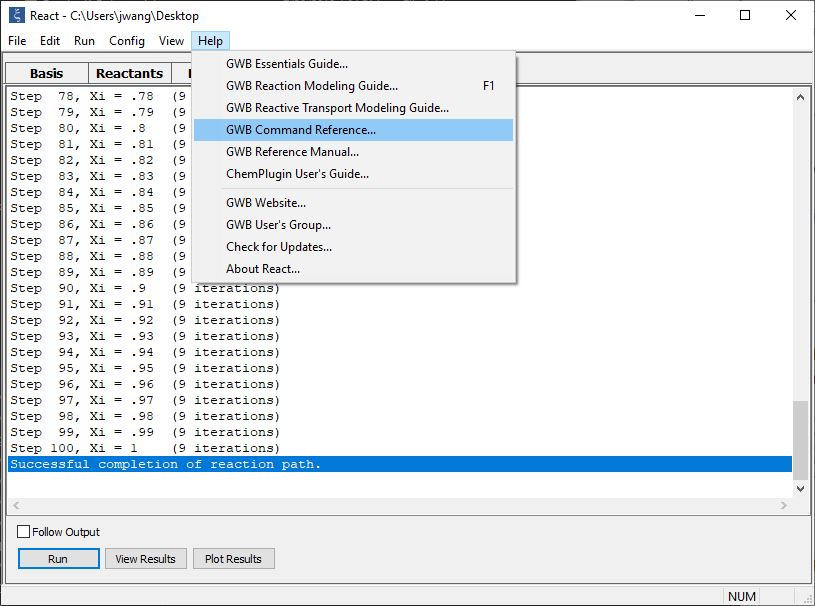 React - C:\Users\jwang\Desktop
File Edit Run Config View Help
Basis Reactants
GWB Essentials Guide...
GWB Reaction Modeling Guide... F1
GWB Reactive Transport Modeling Guide...
GWB Command Reference...
GWB Reference Manual...
ChemPlugin User's Guide...
GWB Website...
GWB User's Group...
Check for Updates...
About React...
Step 78, Xi = .78 (9
Step 79, Xi = .79 (9
Step 80, Xi = .8 (9
Step 81, Xi = .81 (9
Step 82, Xi = .82 (9
Step 83, Xi = .83 (9
Step 84, Xi = .84 (9
Step 85, Xi = .85 (9
Step 86, Xi = .86 (9
Step 87, Xi = .87 (9
Step 88, Xi = .88 (9
Step 89, Xi = .89 (9
Step 90, Xi = .9 (9 iterations)
Step 91, Xi = .91 (9 iterations)
Step 92, Xi = .92 (9 iterations)
Step 93, Xi = .93 (9 iterations)
Step 94, Xi = .94 (9 iterations)
Step 95, Xi = .95 (9 iterations)
Step 96, Xi = .96 (9 iterations)
Step 97, Xi = .97 (9 iterations)
Step 98, Xi = .98 (9 iterations)
Step 99, Xi = .99 (9 iterations)
Step 100, Xi = 1 (9 iterations)
Successful completion of reaction path.
Follow Output
Run View Results Plot Results
NUM